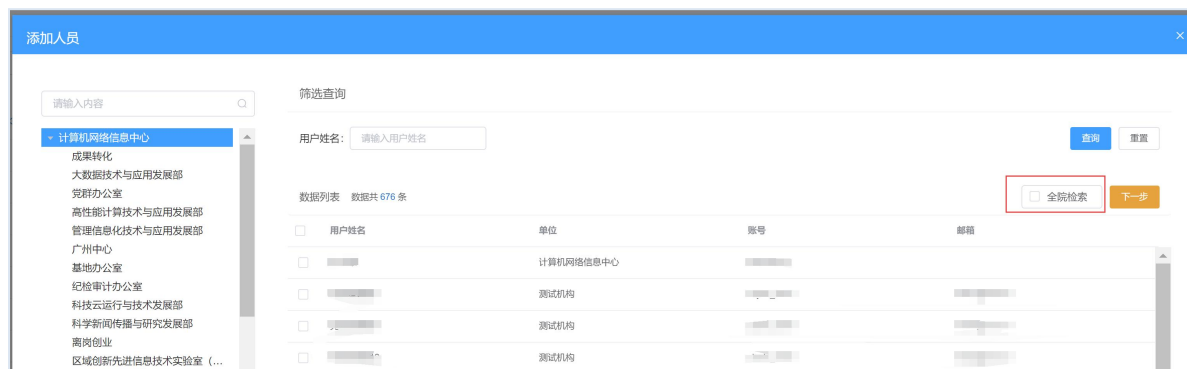 添加人员
×
请输入内容
计算机网络信息中心
成果转化
大数据技术与应用发展部
党群办公室
高性能计算技术与应用发展部
管理信息化技术与应用发展部
广州中心
基地办公室
纪检审计办公室
科技云运行与技术发展部
科学新闻传播与研究发展部
离岗创业
区域创新先进信息技术实验室（...
筛选查询
用户姓名： 请输入用户姓名 查询 重置
数据列表 数据共 676 条 全院检索 下一步
用户姓名 单位 账号 邮箱
计算机网络信息中心
测试机构
测试机构
测试机构